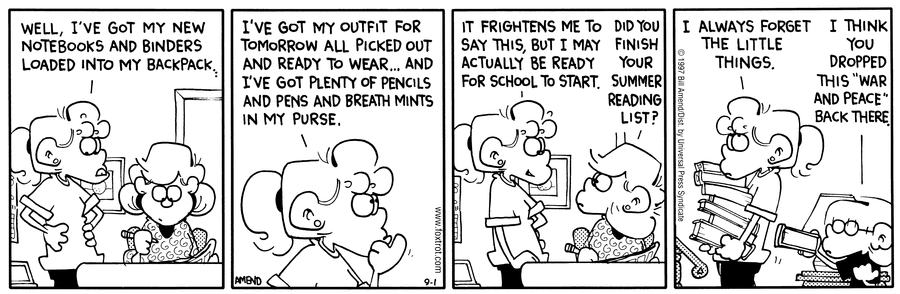 WELL, I'VE GOT MY NEW
NOTEBOOKS AND BINDERS
LOADED INTO MY BACKPACK...
I'VE GOT MY OUTFIT FOR
TOMORROW ALL PICKED OUT
AND READY TO WEAR... AND
I'VE GOT PLENTY OF PENCILS
AND PENS AND BREATH MINTS
IN MY PURSE.
AMEND
www.foxtrot.com
9-1
IT FRIGHTENS ME TO
SAY THIS, BUT I MAY
ACTUALLY BE READY
FOR SCHOOL TO START.
DID YOU
FINISH
YOUR
SUMMER
READING
LIST?
© 1997 Bill Amend/Dist. by Universal Press Syndicate
I ALWAYS FORGET
THE LITTLE
THINGS.
I THINK
YOU
DROPPED
THIS "WAR
AND PEACE"
BACK THERE.